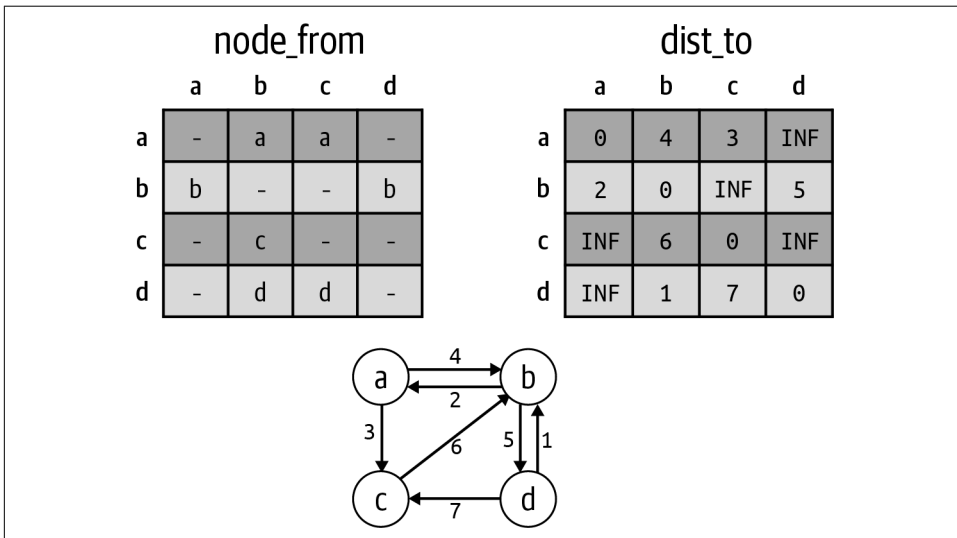 node_from
dist_to
a b c d
a b c d
a - a a -
a 0 4 3 INF
b b - - b
b 2 0 INF 5
c - c - -
c INF 6 0 INF
d - d d -
d INF 1 7 0
4
a b
2
3 6 5 1
c d
7